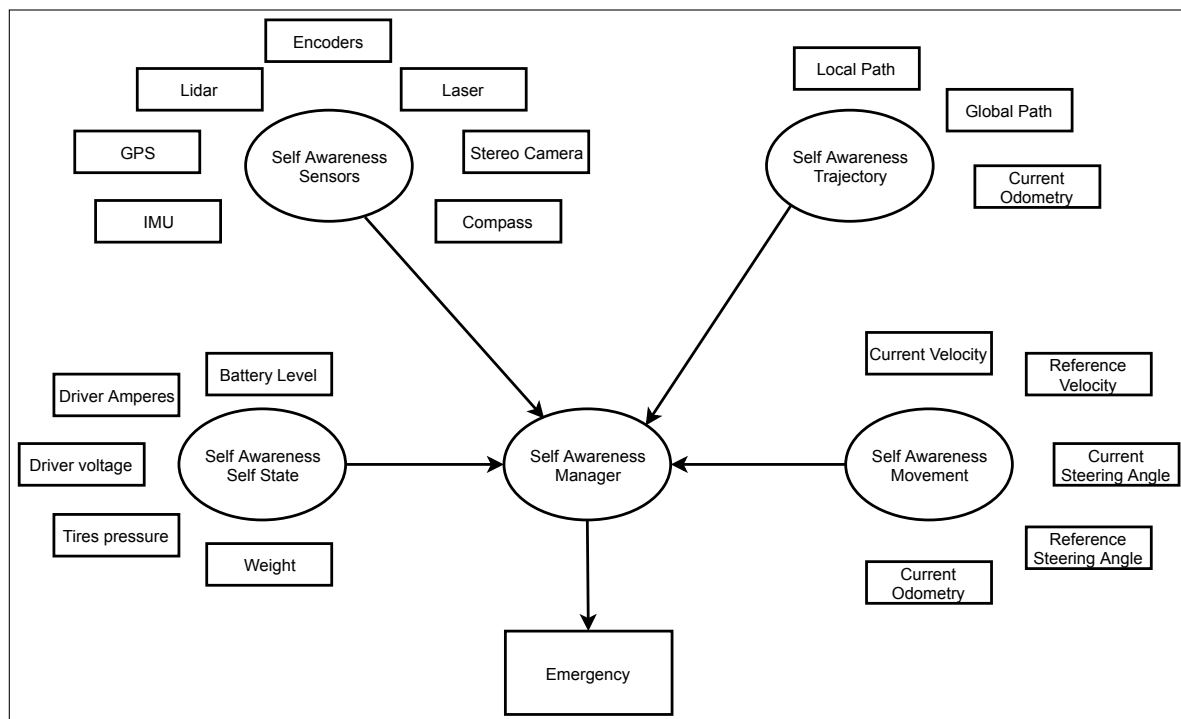 Encoders
Lidar
Laser
GPS
Self Awareness
Sensors
Stereo Camera
IMU
Compass
Local Path
Global Path
Self Awareness
Trajectory
Current
Odometry
Battery Level
Driver Amperes
Driver voltage
Self Awareness
Self State
Tires pressure
Weight
Self Awareness
Manager
Current Velocity
Reference
Velocity
Self Awareness
Movement
Current
Steering Angle
Reference
Steering Angle
Current
Odometry
Emergency